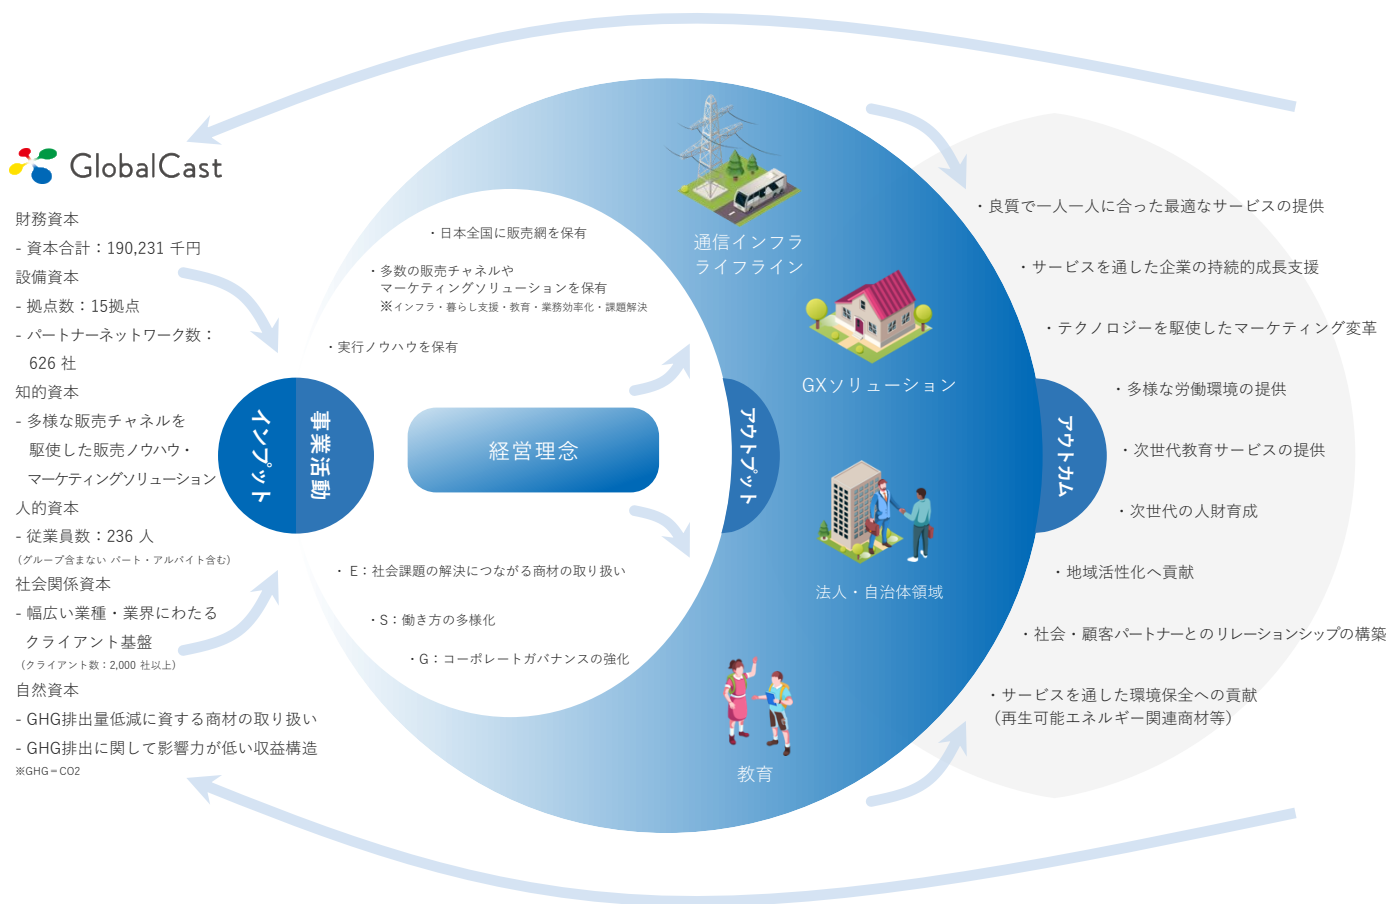 GlobalCast
財務資本
- 資本合計：190,231 千円
設備資本
- 拠点数：15拠点
- パートナーネットワーク数：
626 社
知的資本
- 多様な販売チャネルを
駆使した販売ノウハウ・
マーケティングソリューション
人的資本
- 従業員数：236 人
（グループ含まない パート・アルバイト含む）
社会関係資本
- 幅広い業種・業界にわたる
クライアント基盤
（クライアント数：2,000 社以上）
自然資本
- GHG排出量低減に資する商材の取り扱い
- GHG排出に関して影響力が低い収益構造
※GHG＝CO2
インプット
事業活動
・日本全国に販売網を保有
・多数の販売チャネルや
マーケティングソリューションを保有
※インフラ・暮らし支援・教育・業務効率化・課題解決
・実行ノウハウを保有
経営理念
・E：社会課題の解決につながる商材の取り扱い
・S：働き方の多様化
・G：コーポレートガバナンスの強化
アウトプット
通信インフラ
ライフライン
GXソリューション
法人・自治体領域
教育
アウトカム
・良質で一人一人に合った最適なサービスの提供
・サービスを通した企業の持続的成長支援
・テクノロジーを駆使したマーケティング変革
・多様な労働環境の提供
・次世代教育サービスの提供
・次世代の人財育成
・地域活性化へ貢献
・社会・顧客パートナーとのリレーションシップの構築
・サービスを通した環境保全への貢献
（再生可能エネルギー関連商材等）